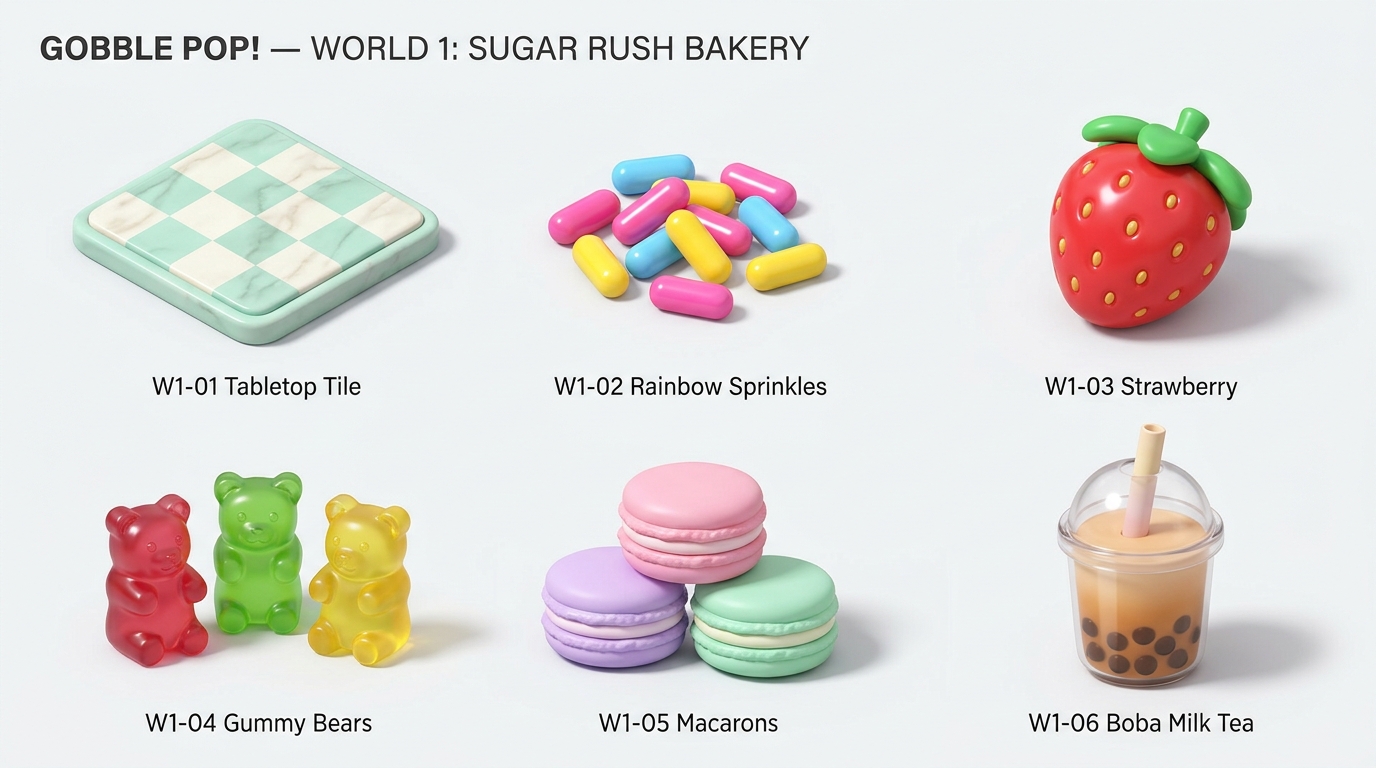 GOBBLE POP! — WORLD 1: SUGAR RUSH BAKERY
W1-01 Tabletop Tile
W1-02 Rainbow Sprinkles
W1-03 Strawberry
W1-04 Gummy Bears
W1-05 Macarons
W1-06 Boba Milk Tea